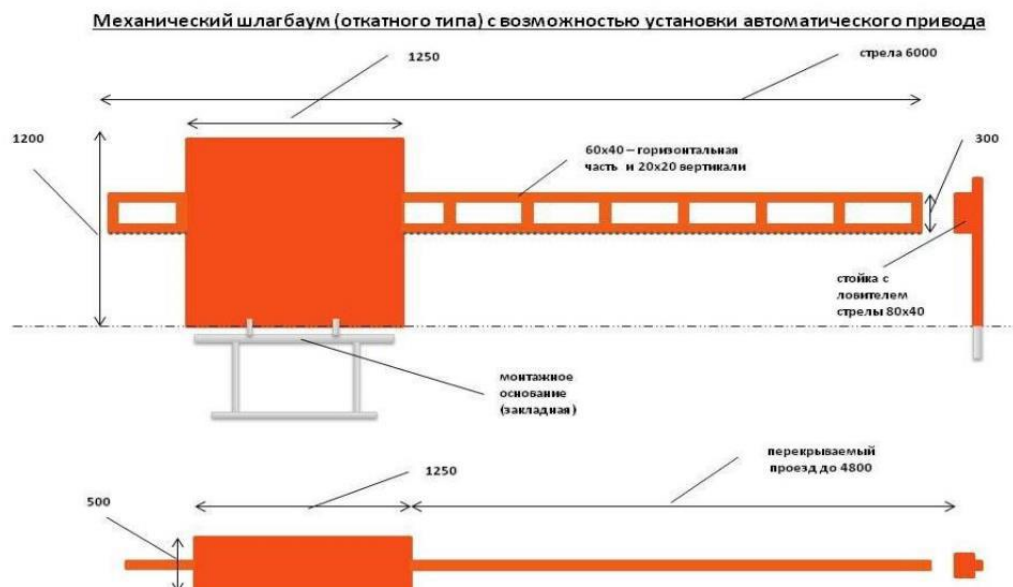 Механический шлагбаум (откатного типа) с возможностью установки автоматического привода
1250
стрела 6000
1200
60х40 – горизонтальная
часть и 20х20 вертикали
300
стойка с
ловителем
стрелы 80х40
монтажное
основание
(закладная)
перекрываемый
проезд до 4800
1250
500